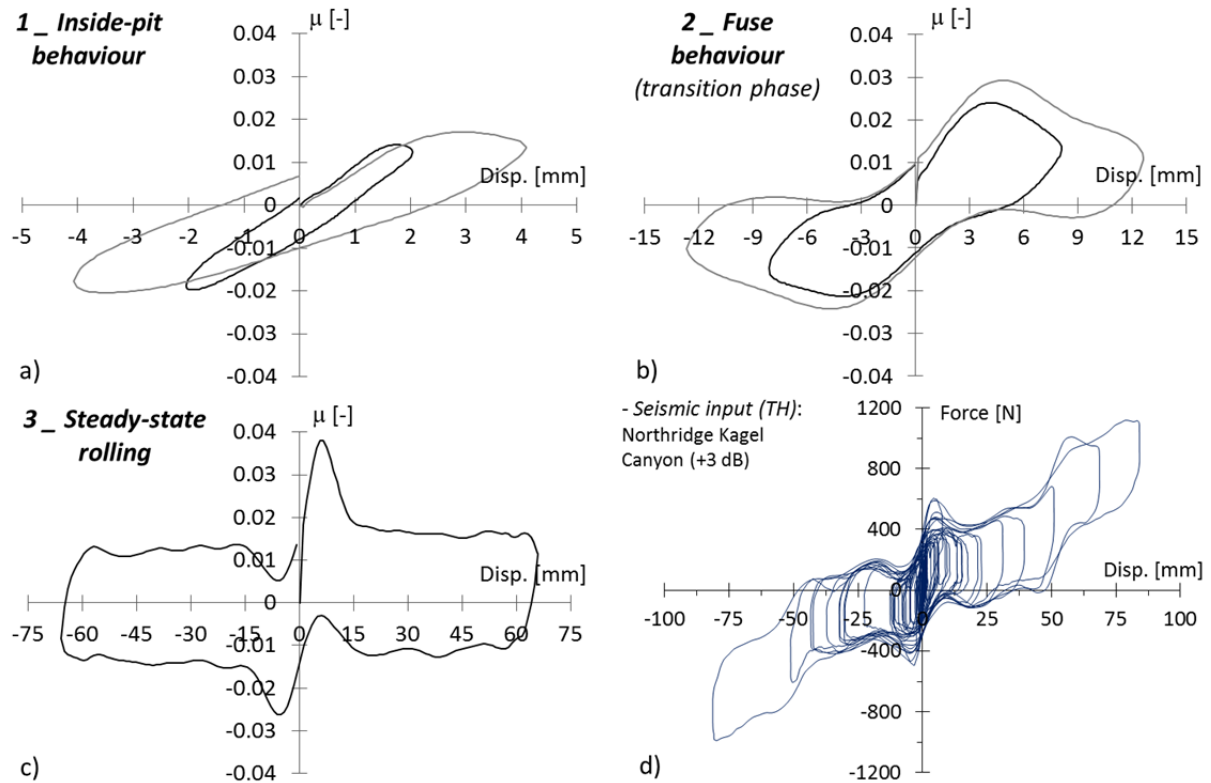 1 _ Inside-pit
behaviour
μ [-]
0.04
0.03
0.02
0.01
0
-0.01
-0.02
-0.03
-0.04
Disp. [mm]
-5 -4 -3 -2 -1 0 1 2 3 4 5
a)
2 _ Fuse
behaviour
(transition phase)
μ [-]
0.04
0.03
0.02
0.01
0
-0.01
-0.02
-0.03
-0.04
Disp. [mm]
-15 -12 -9 -6 -3 0 3 6 9 12 15
b)
3 _ Steady-state
rolling
μ [-]
0.04
0.03
0.02
0.01
0
-0.01
-0.02
-0.03
-0.04
Disp. [mm]
-75 -60 -45 -30 -15 0 15 30 45 60 75
c)
- Seismic input (TH):
Northridge Kagel
Canyon (+3 dB)
Force [N]
1200
800
400
0
-400
-800
-1200
Disp. [mm]
-100 -75 -50 -25 0 25 50 75 100
d)